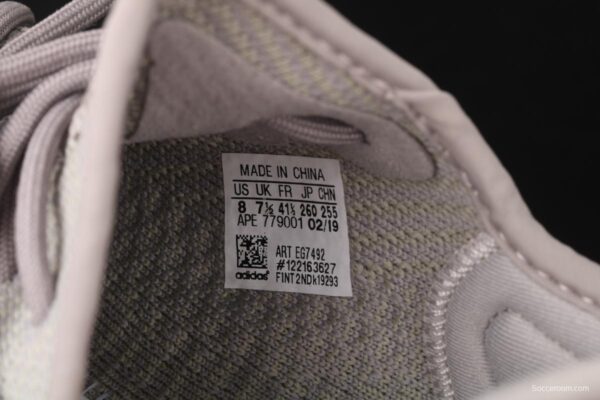 MADE IN CHINA
US UK FR JP CHN
8 7½ 41⅓ 260 255
APE 779001 02/19
ART EG7492
#122163627
adidas® FINT2NDk19293
Socceroom.com